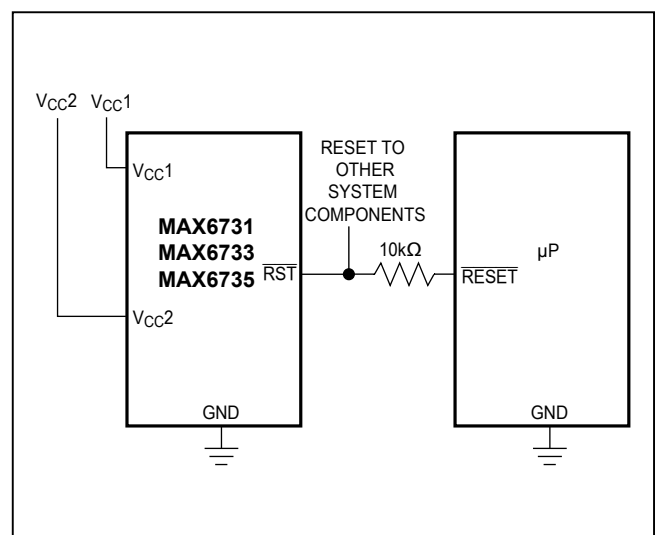 VCC2 VCC1
VCC1
MAX6731
MAX6733
MAX6735
RST
VCC2
GND
RESET TO
OTHER
SYSTEM
COMPONENTS
10kΩ
RESET
µP
GND